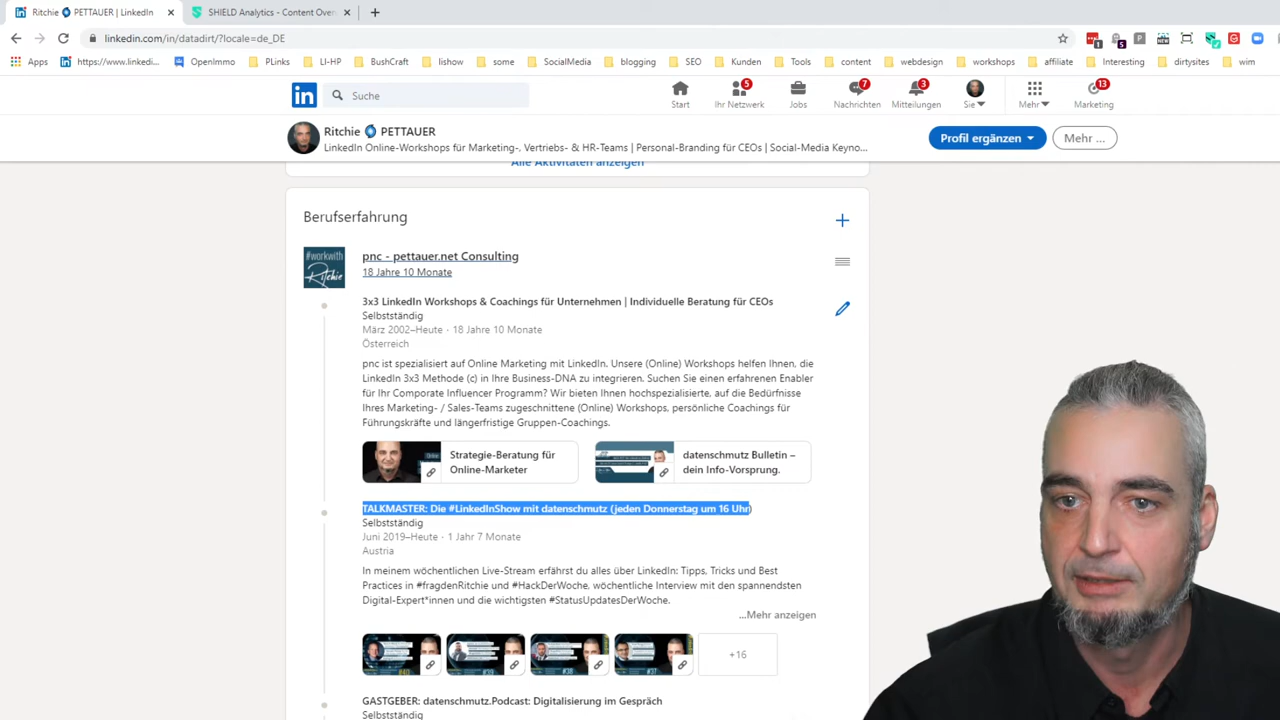 Ritchie PETTAUER | LinkedIn
SHIELD Analytics - Content Over
linkedin.com/in/datadirt/?locale=de_DE
Apps
https://www.linkedi...
OpenImmo
PLinks
LI-HP
BushCraft
lishow
some
SocialMedia
blogging
SEO
Kunden
Tools
content
webdesign
workshops
affiliate
Interesting
dirtysites
wim
in
Suche
Start
5
Ihr Netzwerk
Jobs
7
Nachrichten
3
Mitteilungen
Sie
Mehr
13
Marketing
Ritchie PETTAUER
LinkedIn Online-Workshops für Marketing-, Vertriebs- & HR-Teams | Personal-Branding für CEOs | Social-Media Keyno...
Profil ergänzen
Mehr ...
Alle Aktivitäten anzeigen
Berufserfahrung
#workwith
Ritchie
pnc - pettauer.net Consulting
18 Jahre 10 Monate
3x3 LinkedIn Workshops & Coachings für Unternehmen | Individuelle Beratung für CEOs
Selbstständig
März 2002–Heute · 18 Jahre 10 Monate
Österreich
pnc ist spezialisiert auf Online Marketing mit LinkedIn. Unsere (Online) Workshops helfen Ihnen, die
LinkedIn 3x3 Methode (c) in Ihre Business-DNA zu integrieren. Suchen Sie einen erfahrenen Enabler
für Ihr Comporate Influencer Programm? Wir bieten Ihnen hochspezialisierte, auf die Bedürfnisse
Ihres Marketing- / Sales-Teams zugeschnittene (Online) Workshops, persönliche Coachings für
Führungskräfte und längerfristige Gruppen-Coachings.
Strategie-Beratung für
Online-Marketer
datenschmutz Bulletin –
dein Info-Vorsprung.
TALKMASTER: Die #LinkedInShow mit datenschmutz (jeden Donnerstag um 16 Uhr)
Selbstständig
Juni 2019–Heute · 1 Jahr 7 Monate
Austria
In meinem wöchentlichen Live-Stream erfährst du alles über LinkedIn: Tipps, Tricks und Best
Practices in #fragdenRitchie und #HackDerWoche, wöchentliche Interview mit den spannendsten
Digital-Expert*innen und die wichtigsten #StatusUpdatesDerWoche.
...Mehr anzeigen
+16
GASTGEBER: datenschmutz.Podcast: Digitalisierung im Gespräch
Selbstständig